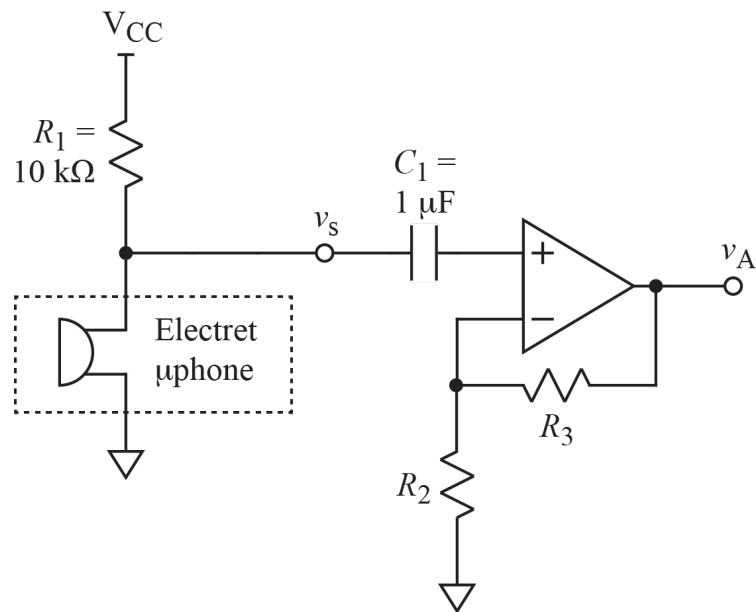 VCC
R1 =
10 kΩ
C1 =
1 μF
vs
+
vA
−
Electret
μphone
R3
R2